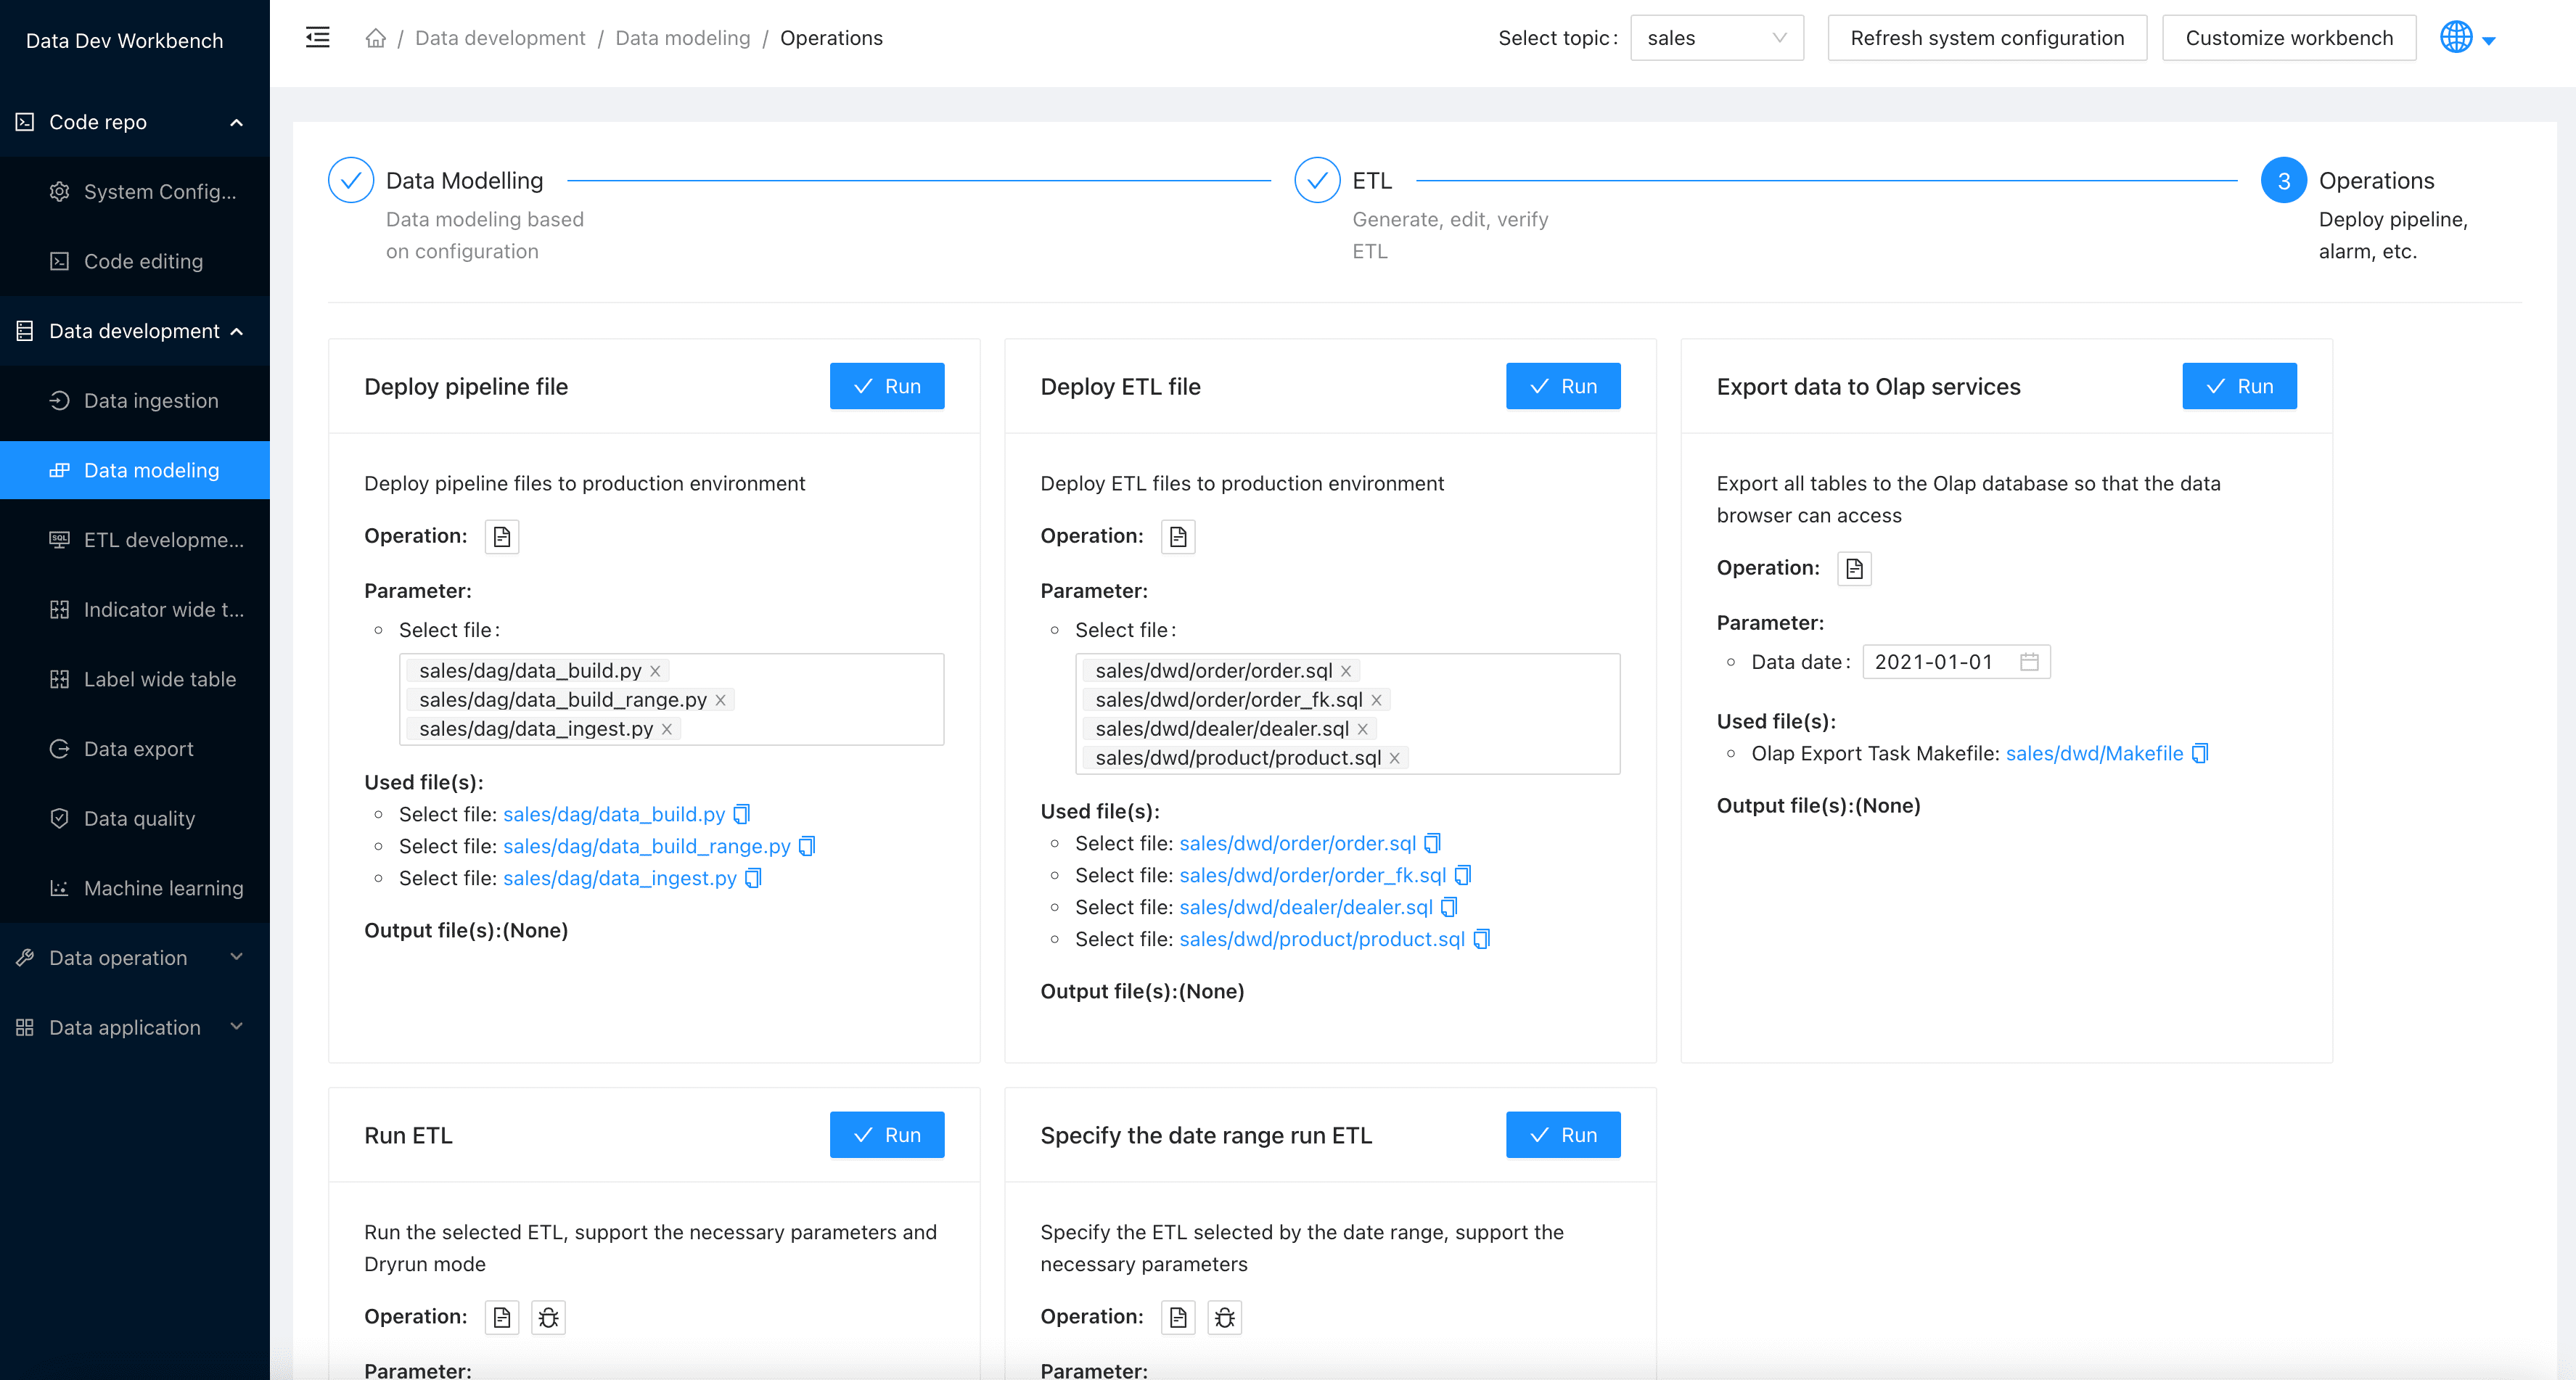 Data Dev Workbench
Code repo
System Config...
Code editing
Data development
Data ingestion
Data modeling
ETL developme...
Indicator wide t...
Label wide table
Data export
Data quality
Machine learning
Data operation
Data application
/ Data development / Data modeling / Operations
Select topic: sales
Refresh system configuration
Customize workbench
Data Modelling
Data modeling based
on configuration
ETL
Generate, edit, verify
ETL
3 Operations
Deploy pipeline,
alarm, etc.
Deploy pipeline file
Run
Deploy pipeline files to production environment
Operation:
Parameter:
Select file:
sales/dag/data_build.py
sales/dag/data_build_range.py
sales/dag/data_ingest.py
Used file(s):
Select file: sales/dag/data_build.py
Select file: sales/dag/data_build_range.py
Select file: sales/dag/data_ingest.py
Output file(s):(None)
Deploy ETL file
Run
Deploy ETL files to production environment
Operation:
Parameter:
Select file:
sales/dwd/order/order.sql
sales/dwd/order/order_fk.sql
sales/dwd/dealer/dealer.sql
sales/dwd/product/product.sql
Used file(s):
Select file: sales/dwd/order/order.sql
Select file: sales/dwd/order/order_fk.sql
Select file: sales/dwd/dealer/dealer.sql
Select file: sales/dwd/product/product.sql
Output file(s):(None)
Export data to Olap services
Run
Export all tables to the Olap database so that the data
browser can access
Operation:
Parameter:
Data date: 2021-01-01
Used file(s):
Olap Export Task Makefile: sales/dwd/Makefile
Output file(s):(None)
Run ETL
Run
Run the selected ETL, support the necessary parameters and
Dryrun mode
Operation:
Parameter:
Specify the date range run ETL
Run
Specify the ETL selected by the date range, support the
necessary parameters
Operation:
Parameter: